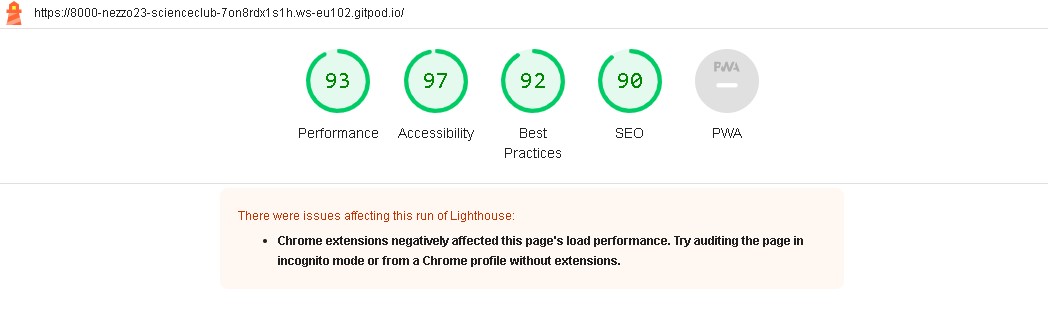 https://8000-nezzo23-scienceclub-7on8rdx1s1h.ws-eu102.gitpod.io/
93
97
92
90
PWA
Performance
Accessibility
Best
Practices
SEO
PWA
There were issues affecting this run of Lighthouse:
• Chrome extensions negatively affected this page's load performance. Try auditing the page in
incognito mode or from a Chrome profile without extensions.